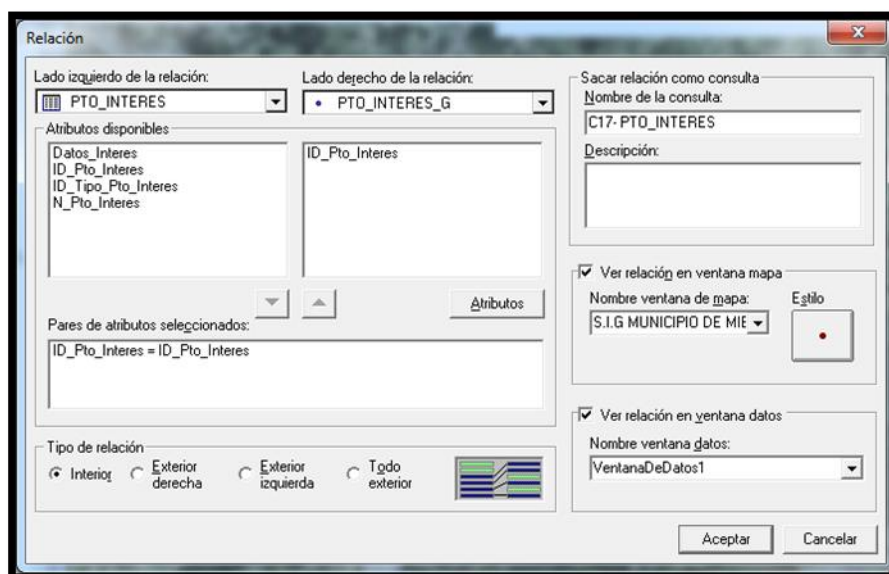 Relación
Lado izquierdo de la relación:
PTO_INTERES
Lado derecho de la relación:
PTO_INTERES_G
Atributos disponibles
Datos_Interes
ID_Pto_Interes
ID_Tipo_Pto_Interes
N_Pto_Interes
ID_Pto_Interes
Atributos
Pares de atributos seleccionados:
ID_Pto_Interes = ID_Pto_Interes
Tipo de relación
Interior
Exterior
derecha
Exterior
izquierda
Todo
exterior
Sacar relación como consulta
Nombre de la consulta:
C17- PTO_INTERES
Descripción:
Ver relación en ventana mapa
Nombre ventana de mapa:
S.I.G MUNICIPIO DE MIE
Estilo
Ver relación en ventana datos
Nombre ventana datos:
VentanaDeDatos1
Aceptar
Cancelar